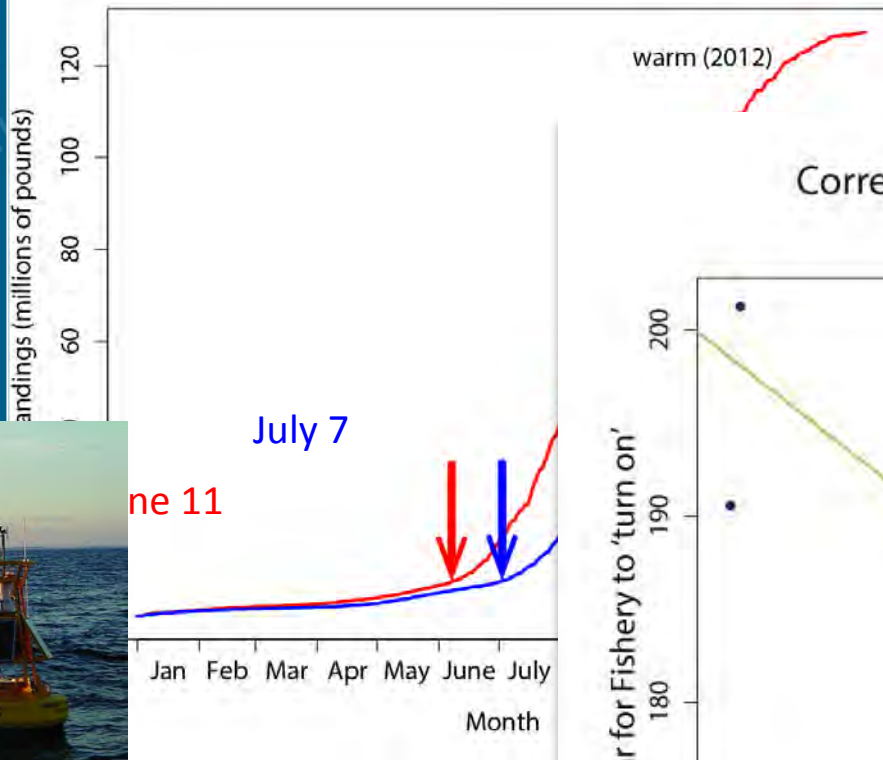 andings (millions of pounds)
120
100
80
60
warm (2012)
July 7
ne 11
Jan Feb Mar Apr May June July
Month
Corre
r for Fishery to 'turn on'
200
190
180